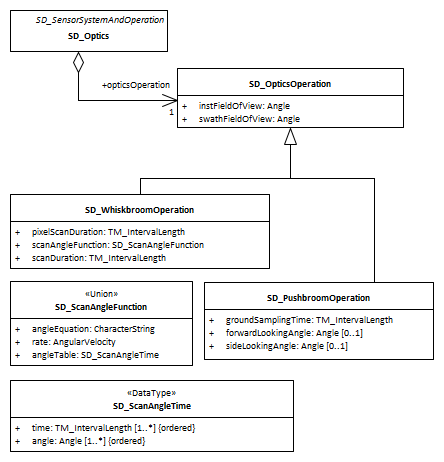 SD_SensorSystemAndOperation
SD_Optics
+opticsOperation
1
SD_OpticsOperation
+ instFieldOfView: Angle
+ swathFieldOfView: Angle
SD_WhiskbroomOperation
+ pixelScanDuration: TM_IntervalLength
+ scanAngleFunction: SD_ScanAngleFunction
+ scanDuration: TM_IntervalLength
«Union»
SD_ScanAngleFunction
+ angleEquation: CharacterString
+ rate: AngularVelocity
+ angleTable: SD_ScanAngleTime
SD_PushbroomOperation
+ groundSamplingTime: TM_IntervalLength
+ forwardLookingAngle: Angle [0..1]
+ sideLookingAngle: Angle [0..1]
«DataType»
SD_ScanAngleTime
+ time: TM_IntervalLength [1..*] {ordered}
+ angle: Angle [1..*] {ordered}